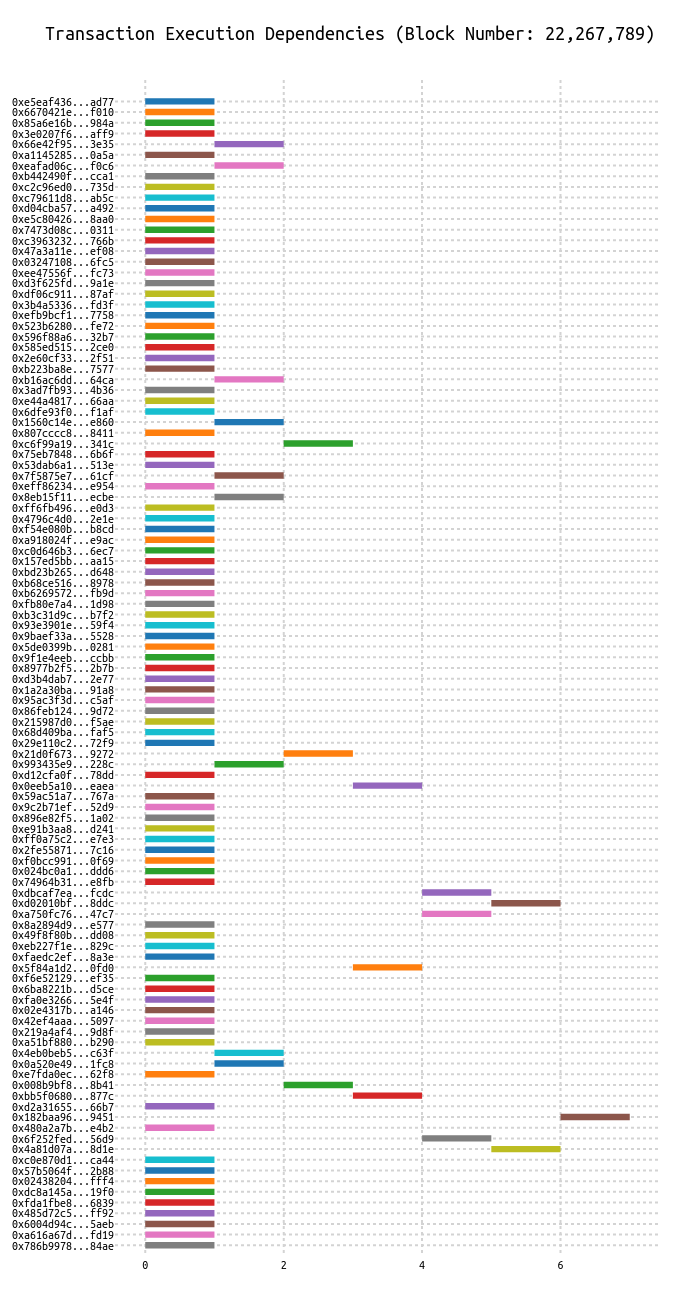 Transaction Execution Dependencies (Block Number: 22,267,789)
0xe5eaf436...ad77
0x6670421e...f010
0x85a6e16b...984a
0x3e0207f6...aff9
0x66e42f95...3e35
0xa1145285...0a5a
0xeafad06c...f0c6
0xb442490f...cca1
0xc2c96ed0...735d
0xc79611d8...ab5c
0xd04cba57...a492
0xe5c80426...8aa0
0x7473d08c...0311
0xc3963232...766b
0x47a3a11e...ef08
0x03247108...6fc5
0xee47556f...fc73
0xd3f625fd...9a1e
0xdf06c911...87af
0x3b4a5336...fd3f
0xefb9bcf1...7758
0x523b6280...fe72
0x596f88a6...32b7
0x585ed515...2ce0
0x2e60cf33...2f51
0xb223ba8e...7577
0xb16ac6dd...64ca
0x3ad7fb93...4b36
0xe44a4817...66aa
0x6dfe93f0...f1af
0x1560c14e...e860
0x807cccc8...8411
0xc6f99a19...341c
0x75eb7848...6b6f
0x53dab6a1...513e
0x7f5875e7...61cf
0xeff86234...e954
0x8eb15f11...ecbe
0xff6fb496...e0d3
0x4796c4d0...2e1e
0xf54e080b...b8cd
0xa918024f...e9ac
0xc0d646b3...6ec7
0x157ed5bb...aa15
0xbd23b265...d648
0xb68ce516...8978
0xb6269572...fb9d
0xfb80e7a4...1d98
0xb3c31d9c...b7f2
0x93e3901e...59f4
0x9baef33a...5528
0x5de0399b...0281
0x9f1e4eeb...ccbb
0x8977b2f5...2b7b
0xd3b4dab7...2e77
0x1a2a30ba...91a8
0x95ac3f3d...c5af
0x86feb124...9d72
0x215987d0...f5ae
0x68d409ba...faf5
0x29e110c2...72f9
0x21d0f673...9272
0x993435e9...228c
0xd12cfa0f...78dd
0x0eeb5a10...eaea
0x59ac51a7...767a
0x9c2b71ef...52d9
0x896e82f5...1a02
0xe91b3aa8...d241
0xff0a75c2...e7e3
0x2fe55871...7c16
0xf0bcc991...0f69
0x024bc0a1...ddd6
0x74964b31...e8fb
0xdbcaf7ea...fcdc
0xd02010bf...8ddc
0xa750fc76...47c7
0x8a2894d9...e577
0x49f8f80b...dd08
0xeb227f1e...829c
0xfaedc2ef...8a3e
0x5f84a1d2...0fd0
0xf6e52129...ef35
0x6ba8221b...d5ce
0xfa0e3266...5e4f
0x02e4317b...a146
0x42ef4aaa...5097
0x219a4af4...9d8f
0xa51bf880...b290
0x4eb0beb5...c63f
0x0a520e49...1fc8
0xe7fda0ec...62f8
0x008b9bf8...8b41
0xbb5f0680...877c
0xd2a31655...66b7
0x182baa96...9451
0x480a2a7b...e4b2
0x6f252fed...56d9
0x4a81d07a...8d1e
0xc0e870d1...ca44
0x57b5064f...2b88
0x02438204...fff4
0xdc8a145a...19f0
0xfda1fbe8...6839
0x485d72c5...ff92
0x6004d94c...5aeb
0xa616a67d...fd19
0x786b9978...84ae
0 2 4 6